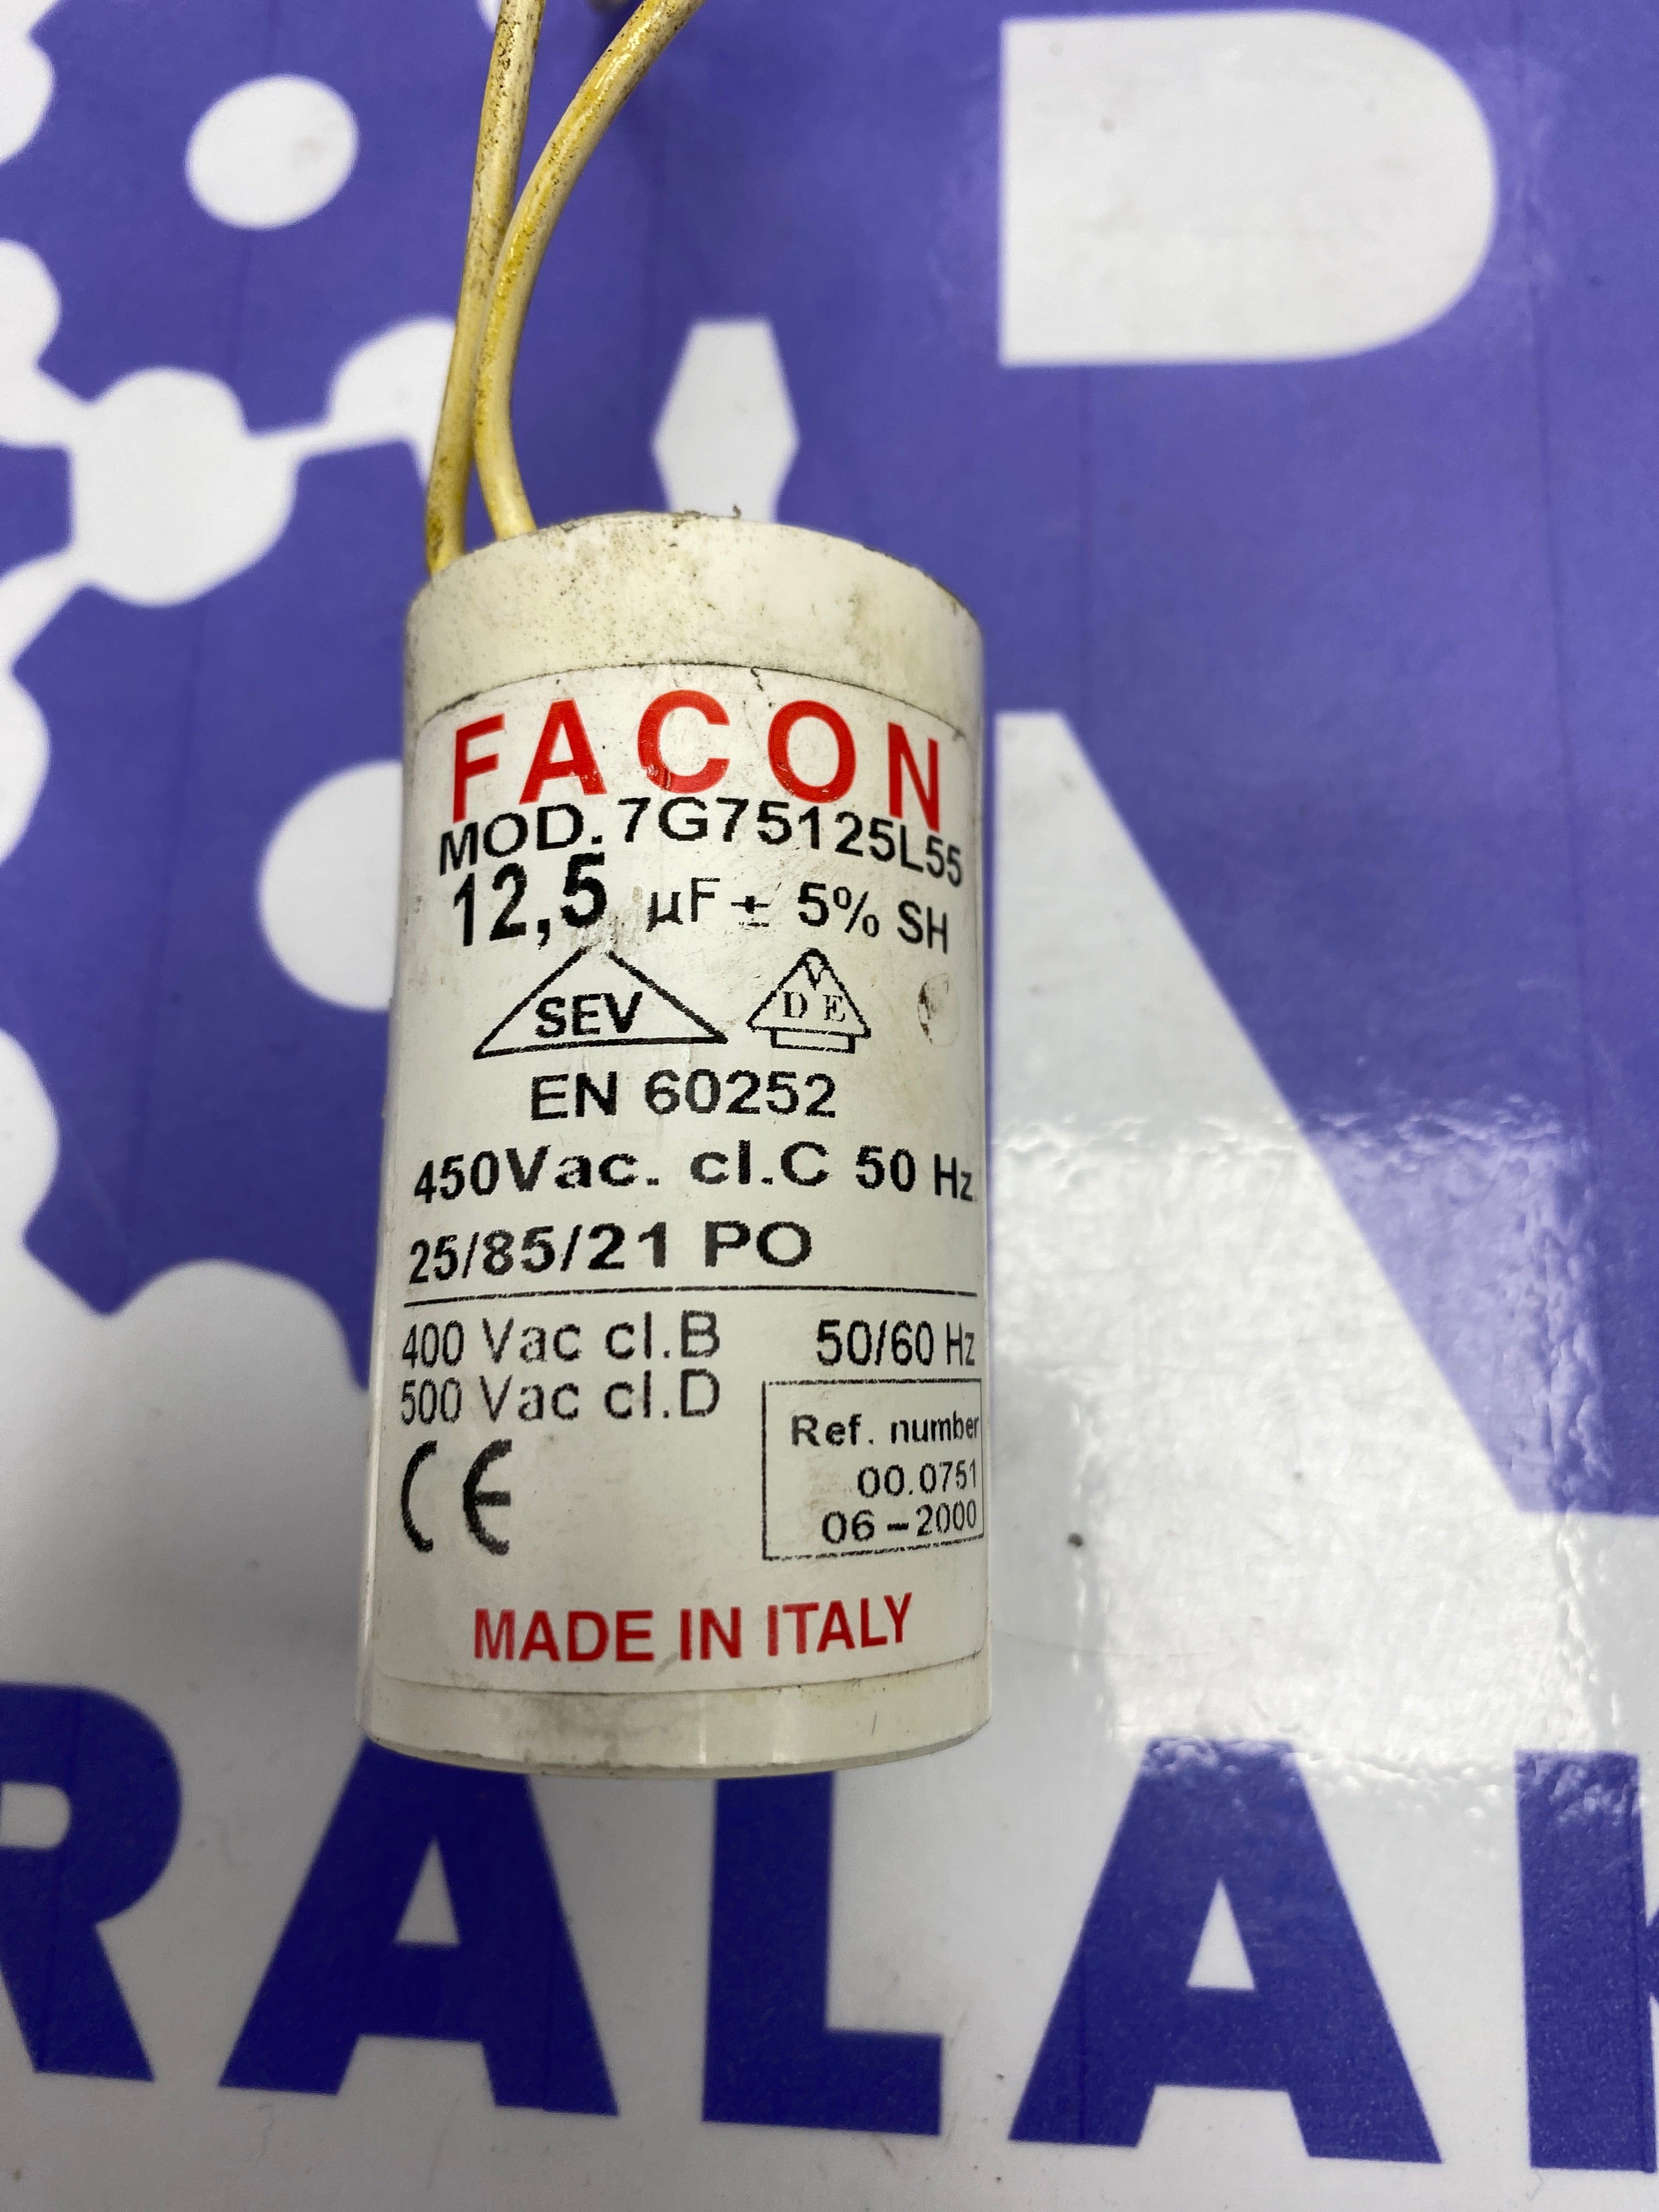 FACON
MOD. 7G75125L55
12,5 µF ± 5% SH
SEV
V
D E
EN 60252
450Vac. cl.C 50 Hz
25/85/21 PO
400 Vac cl.B 50/60 Hz
500 Vac cl.D
CE
Ref. number
00.0751
06-2000
MADE IN ITALY